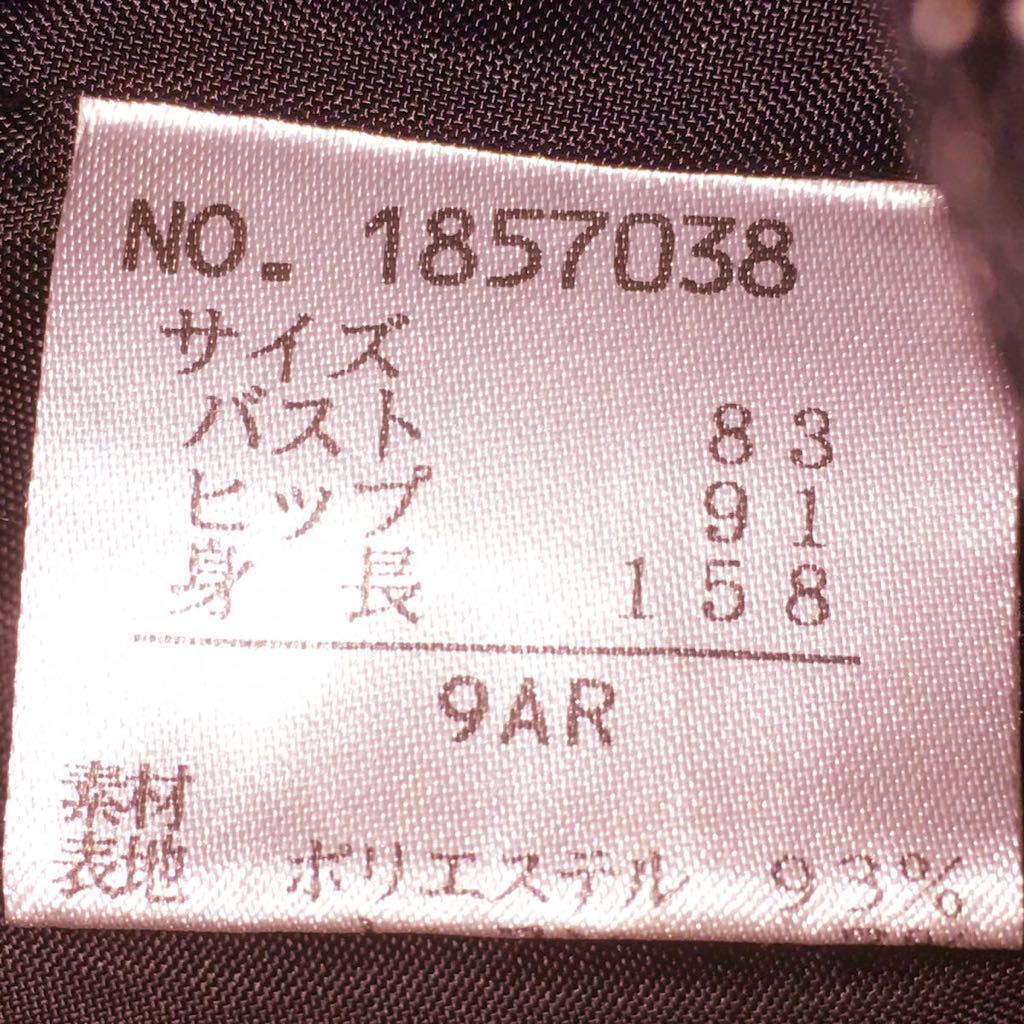 NO. 1857038
サイズ
バスト 83
ヒップ 91
身長 158
9AR
素材
表地 ポリエステル 93%